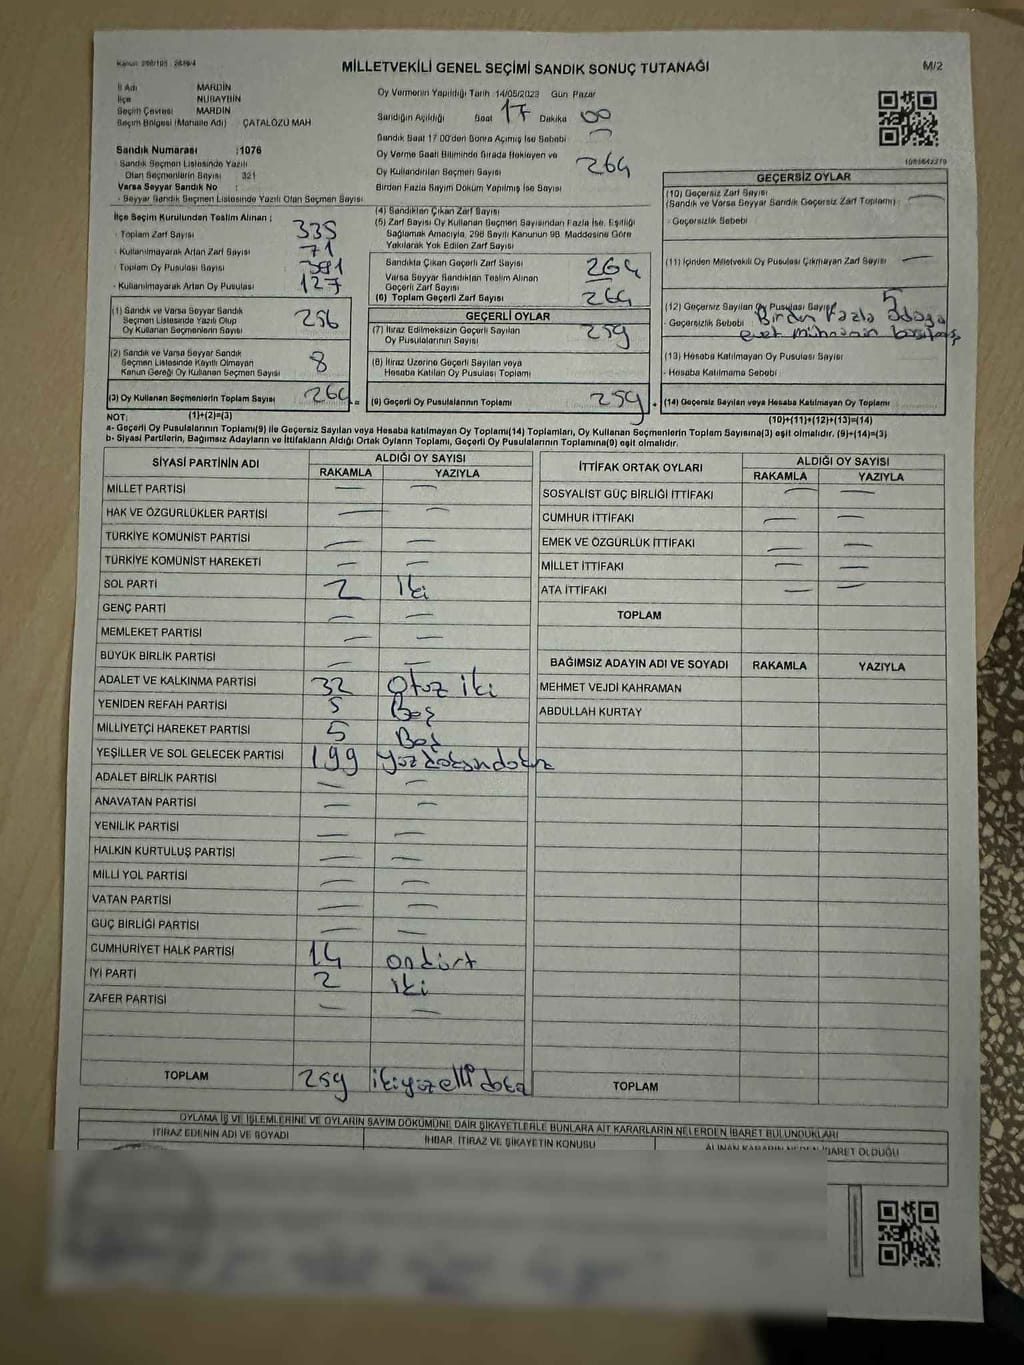 MİLLETVEKİLİ GENEL SEÇİMİ SANDIK SONUÇ TUTANAĞI
M/2
İl Adı MARDİN
İlçe NUSAYBİN
Seçim Çevresi MARDİN
Seçim Bölgesi (Mahalle Adı) ÇATALÖZÜ MAH
Sandık Numarası :1076
Sandık Seçmen Listesinde Yazılı
Olan Seçmenlerin Sayısı 321
Varsa Seyyar Sandık No :
- Seyyar Sandık Seçmen Listesinde Yazılı Olan Seçmen Sayısı
Oy Vermenin Yapıldığı Tarih 14/05/2023 Gün Pazar
Sandığın Açıldığı Saat 17 Dakika 00
Sandık Saat 17 00'den Sonra Açılmış İse Sebebi
Oy Verme Saati Bitiminde Sırada Bekleyen ve
Oy Kullandırılan Seçmen Sayısı 264
Birden Fazla Sayım Döküm Yapılmış İse Sayısı
İlçe Seçim Kurulundan Teslim Alınan ;
· Toplam Zarf Sayısı 335
· Kullanılmayarak Artan Zarf Sayısı 71
· Toplam Oy Pusulası Sayısı
· Kullanılmayarak Artan Oy Pusulası 127
(1) Sandık ve Varsa Seyyar Sandık
Seçmen Listesinde Yazılı Olup
Oy Kullanan Seçmenlerin Sayısı 256
(2) Sandık ve Varsa Seyyar Sandık
Seçmen Listesinde Kayıtlı Olmayan
Kanun Gereği Oy Kullanan Seçmen Sayısı 8
(3) Oy Kullanan Seçmenlerin Toplam Sayısı 264
(4) Sandıktan Çıkan Zarf Sayısı
(5) Zarf Sayısı Oy Kullanan Seçmen Sayısından Fazla İse, Eşitliği
Sağlamak Amacıyla, 298 Sayılı Kanunun 98. Maddesine Göre
Yakılarak Yok Edilen Zarf Sayısı
Sandıkta Çıkan Geçerli Zarf Sayısı 264
Varsa Seyyar Sandıktan Teslim Alınan
Geçerli Zarf Sayısı
(6) Toplam Geçerli Zarf Sayısı 264
GEÇERLİ OYLAR
(7) İtiraz Edilmeksizin Geçerli Sayılan
Oy Pusulalarının Sayısı 259
(8) İtiraz Üzerine Geçerli Sayılan veya
Hesaba Katılan Oy Pusulası Toplamı
(9) Geçerli Oy Pusulalarının Toplamı 259
GEÇERSİZ OYLAR
(10) Geçersiz Zarf Sayısı
(Sandık ve Varsa Seyyar Sandık Geçersiz Zarf Toplamı)
- Geçersizlik Sebebi
(11) İçinden Milletvekili Oy Pusulası Çıkmayan Zarf Sayısı
(12) Geçersiz Sayılan Oy Pusulası Sayısı 5
- Geçersizlik Sebebi Birden Fazla adaya
evet mührünün
(13) Hesaba Katılmayan Oy Pusulası Sayısı
- Hesaba Katılmama Sebebi
(14) Geçersiz Sayılan veya Hesaba Katılmayan Oy Toplamı
NOT: (1)+(2)=(3) (10)+(11)+(12)+(13)=(14)
a- Geçerli Oy Pusulalarının Toplamı(9) ile Geçersiz Sayılan veya Hesaba katılmayan Oy Toplamı(14) Toplamları, Oy Kullanan Seçmenlerin Toplam Sayısına(3) eşit olmalıdır. (9)+(14)=(3)
b- Siyasi Partilerin, Bağımsız Adayların ve İttifakların Aldığı Ortak Oyların Toplamı, Geçerli Oy Pusulalarının Toplamına(9) eşit olmalıdır.
SİYASİ PARTİNİN ADI ALDIĞI OY SAYISI
RAKAMLA YAZIYLA
MİLLET PARTİSİ
HAK VE ÖZGÜRLÜKLER PARTİSİ
TÜRKİYE KOMÜNİST PARTİSİ
TÜRKİYE KOMÜNİST HAREKETİ
SOL PARTİ 2 iki
GENÇ PARTİ
MEMLEKET PARTİSİ
BÜYÜK BİRLİK PARTİSİ
ADALET VE KALKINMA PARTİSİ 32 Otuz iki
YENİDEN REFAH PARTİSİ 5 Beş
MİLLİYETÇİ HAREKET PARTİSİ 5 Beş
YEŞİLLER VE SOL GELECEK PARTİSİ 199 yüzdoksandokuz
ADALET BİRLİK PARTİSİ
ANAVATAN PARTİSİ
YENİLİK PARTİSİ
HALKIN KURTULUŞ PARTİSİ
MİLLİ YOL PARTİSİ
VATAN PARTİSİ
GÜÇ BİRLİĞİ PARTİSİ
CUMHURİYET HALK PARTİSİ 14 ondört
İYİ PARTİ 2 iki
ZAFER PARTİSİ
TOPLAM 259 ikiyüzelli
İTTİFAK ORTAK OYLARI ALDIĞI OY SAYISI
RAKAMLA YAZIYLA
SOSYALİST GÜÇ BİRLİĞİ İTTİFAKI
CUMHUR İTTİFAKI
EMEK VE ÖZGÜRLÜK İTTİFAKI
MİLLET İTTİFAKI
ATA İTTİFAKI
TOPLAM
BAĞIMSIZ ADAYIN ADI VE SOYADI RAKAMLA YAZIYLA
MEHMET VEJDİ KAHRAMAN
ABDULLAH KURTAY
TOPLAM
OYLAMA İŞ VE İŞLEMLERİNE VE OYLARIN SAYIM DÖKÜMÜNE DAİR ŞİKAYETLERLE BUNLARA AİT KARARLARIN NELERDEN İBARET BULUNDUKLARI
İTİRAZ EDENİN ADI VE SOYADI İHBAR, İTİRAZ VE ŞİKAYETİN KONUSU